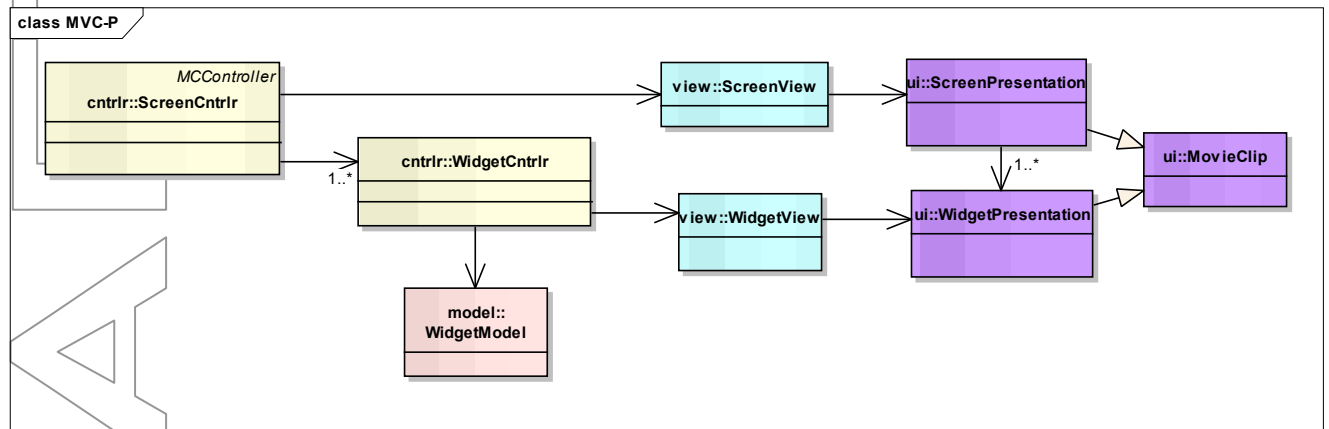 class MVC-P
MCController
cntrlr::ScreenCntrlr
view::ScreenView
ui::ScreenPresentation
cntrlr::WidgetCntrlr
1..*
1..*
ui::MovieClip
view::WidgetView
ui::WidgetPresentation
model::
WidgetModel